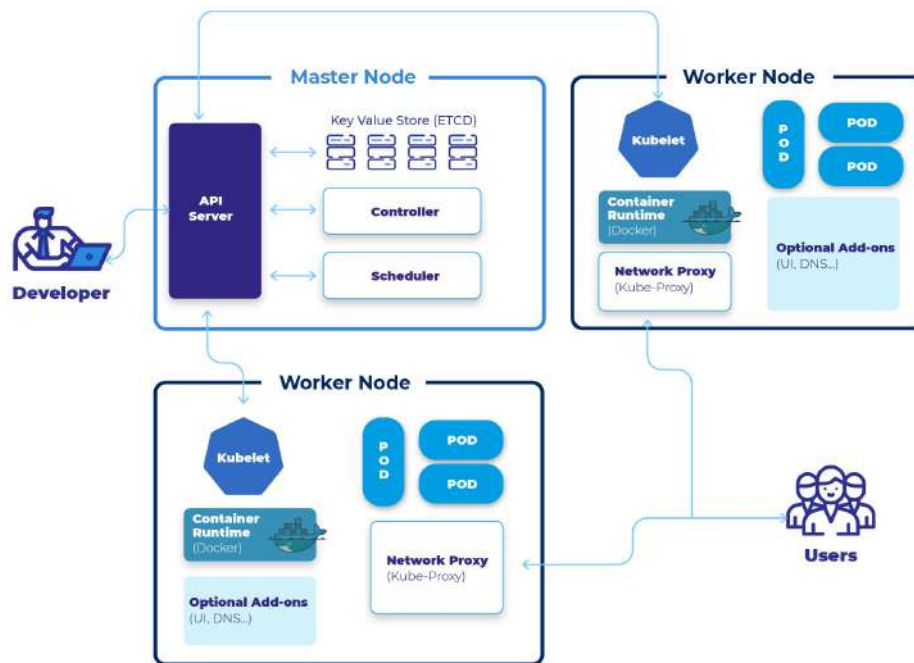 Master Node
Key Value Store (ETCD)
API
Server
Controller
Scheduler
Developer
Worker Node
Kubelet
P
O
D
POD
POD
Container
Runtime
(Docker)
Network Proxy
(Kube-Proxy)
Optional Add-ons
(UI, DNS...)
Worker Node
Kubelet
P
O
D
POD
POD
Container
Runtime
(Docker)
Network Proxy
(Kube-Proxy)
Optional Add-ons
(UI, DNS...)
Users